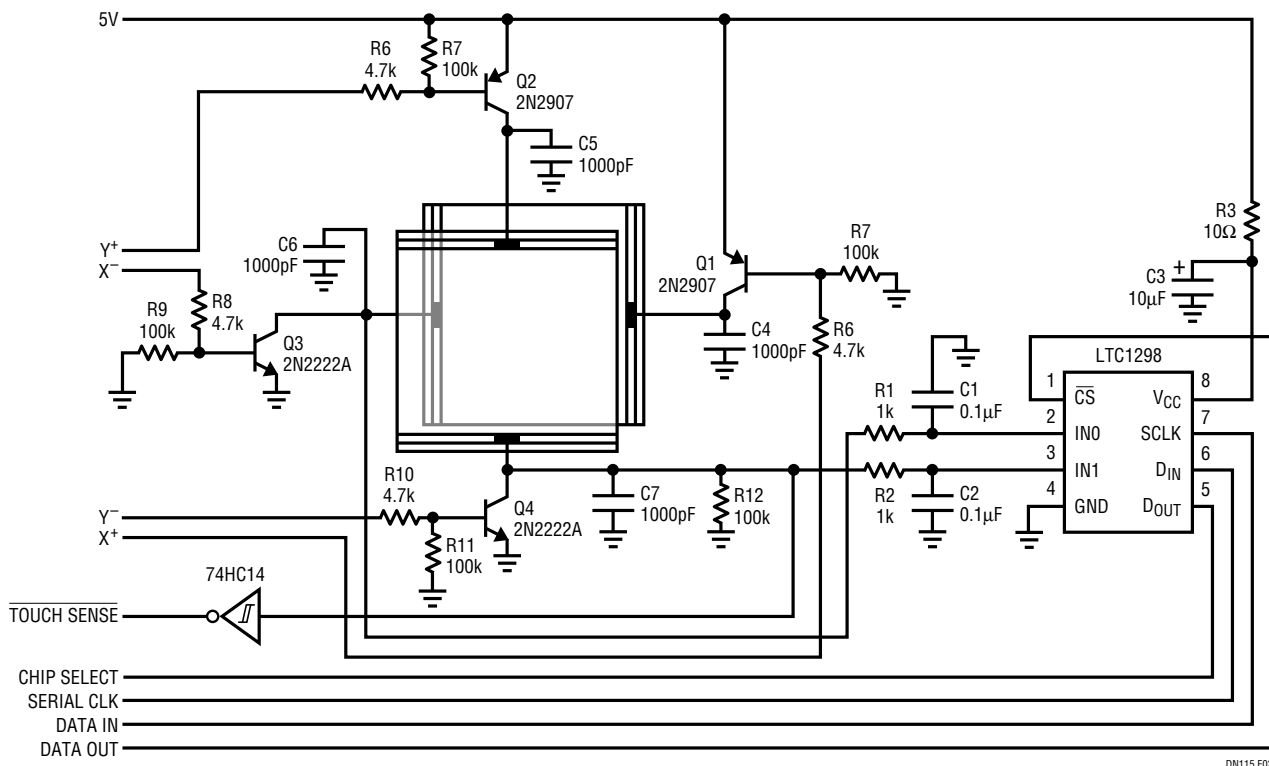 5V
R6
4.7k
R7
100k
Q2
2N2907
C5
1000pF
Y+
X−
C6
1000pF
R9
100k
R8
4.7k
Q3
2N2222A
Q1
2N2907
R7
100k
C4
1000pF
R6
4.7k
R3
10Ω
C3
+
10µF
LTC1298
1
CS
2
IN0
3
IN1
4
GND
8
VCC
7
SCLK
6
DIN
5
DOUT
R1
1k
C1
0.1µF
R2
1k
C2
0.1µF
R10
4.7k
Y−
X+
Q4
2N2222A
R11
100k
C7
1000pF
R12
100k
74HC14
TOUCH SENSE
CHIP SELECT
SERIAL CLK
DATA IN
DATA OUT